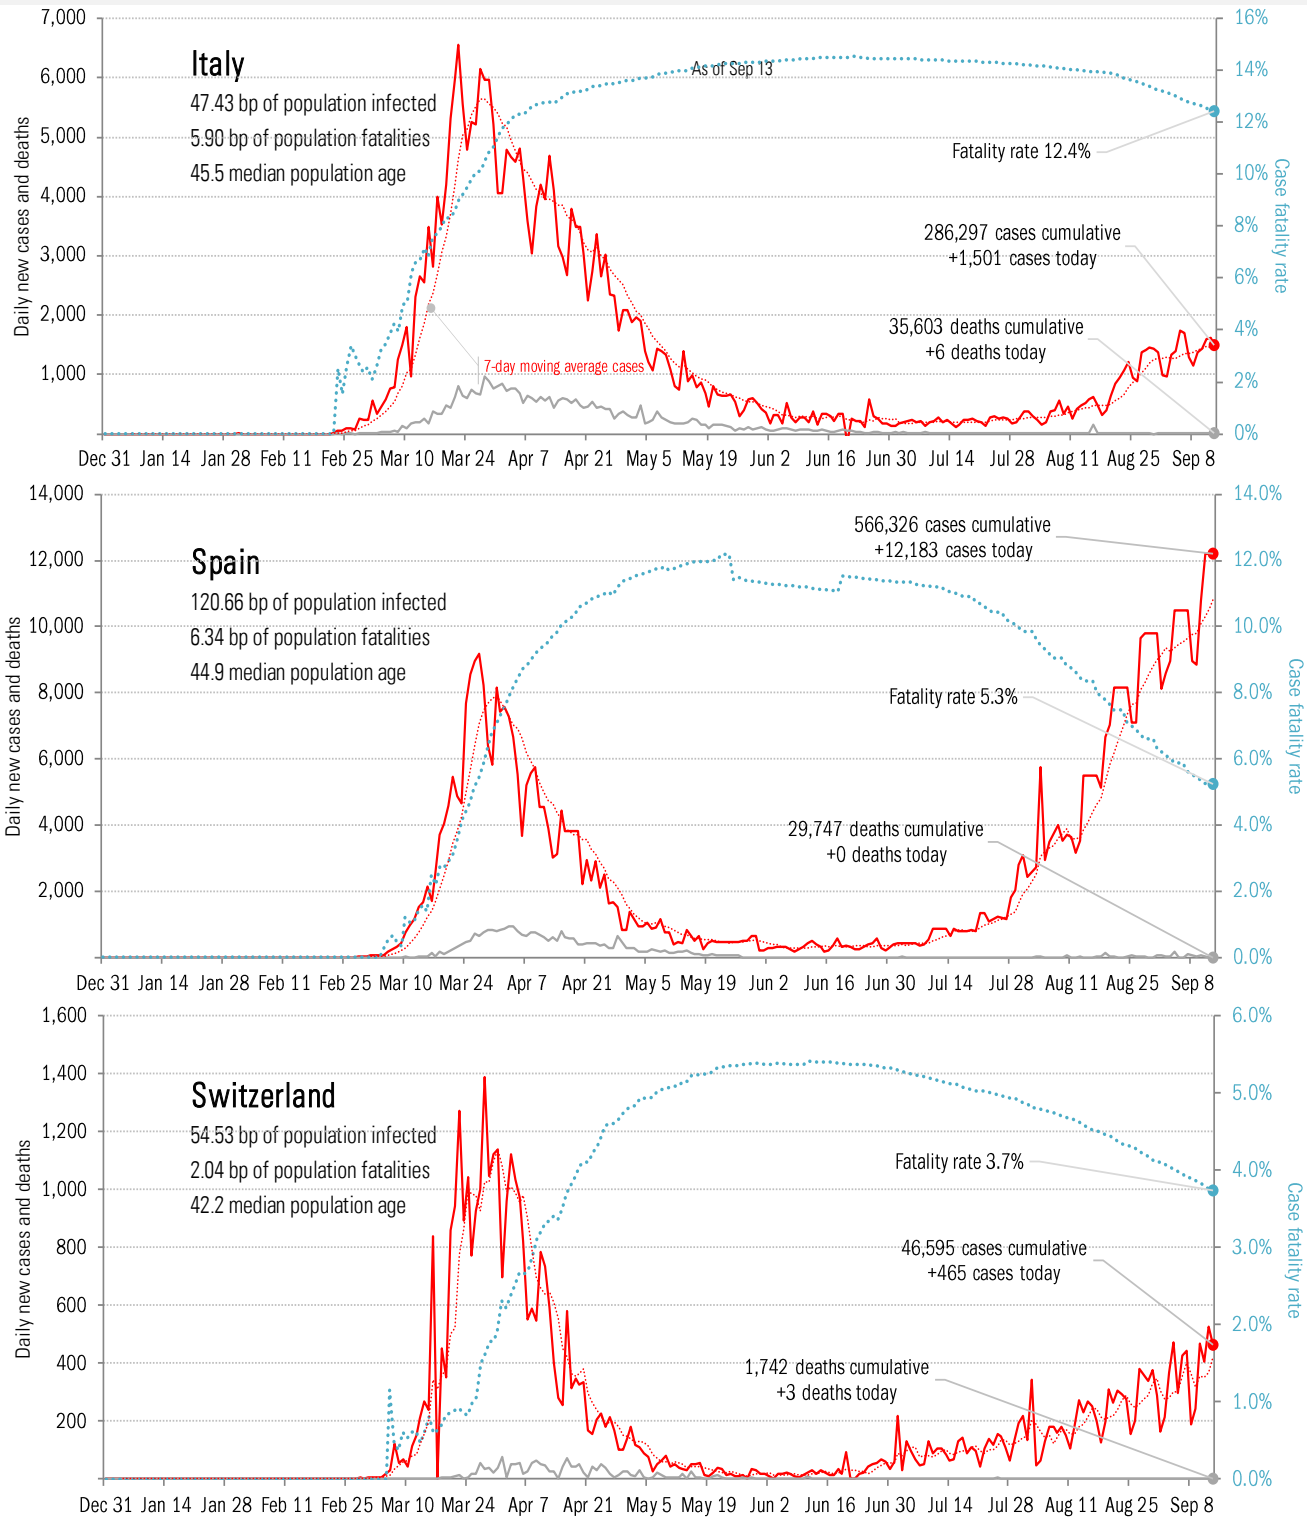 7,000
6,000
5,000
4,000
3,000
2,000
1,000
Daily new cases and deaths
Italy
47.43 bp of population infected
5.90 bp of population fatalities
45.5 median population age
As of Sep 13
Fatality rate 12.4%
286,297 cases cumulative
+1,501 cases today
35,603 deaths cumulative
+6 deaths today
7-day moving average cases
16%
14%
12%
10%
8%
6%
4%
2%
0%
Case fatality rate
Dec 31 Jan 14 Jan 28 Feb 11 Feb 25 Mar 10 Mar 24 Apr 7 Apr 21 May 5 May 19 Jun 2 Jun 16 Jun 30 Jul 14 Jul 28 Aug 11 Aug 25 Sep 8
14,000
12,000
10,000
8,000
6,000
4,000
2,000
Daily new cases and deaths
Spain
120.66 bp of population infected
6.34 bp of population fatalities
44.9 median population age
566,326 cases cumulative
+12,183 cases today
Fatality rate 5.3%
29,747 deaths cumulative
+0 deaths today
14.0%
12.0%
10.0%
8.0%
6.0%
4.0%
2.0%
0.0%
Case fatality rate
Dec 31 Jan 14 Jan 28 Feb 11 Feb 25 Mar 10 Mar 24 Apr 7 Apr 21 May 5 May 19 Jun 2 Jun 16 Jun 30 Jul 14 Jul 28 Aug 11 Aug 25 Sep 8
1,600
1,400
1,200
1,000
800
600
400
200
Daily new cases and deaths
Switzerland
54.53 bp of population infected
2.04 bp of population fatalities
42.2 median population age
Fatality rate 3.7%
46,595 cases cumulative
+465 cases today
1,742 deaths cumulative
+3 deaths today
6.0%
5.0%
4.0%
3.0%
2.0%
1.0%
0.0%
Case fatality rate
Dec 31 Jan 14 Jan 28 Feb 11 Feb 25 Mar 10 Mar 24 Apr 7 Apr 21 May 5 May 19 Jun 2 Jun 16 Jun 30 Jul 14 Jul 28 Aug 11 Aug 25 Sep 8